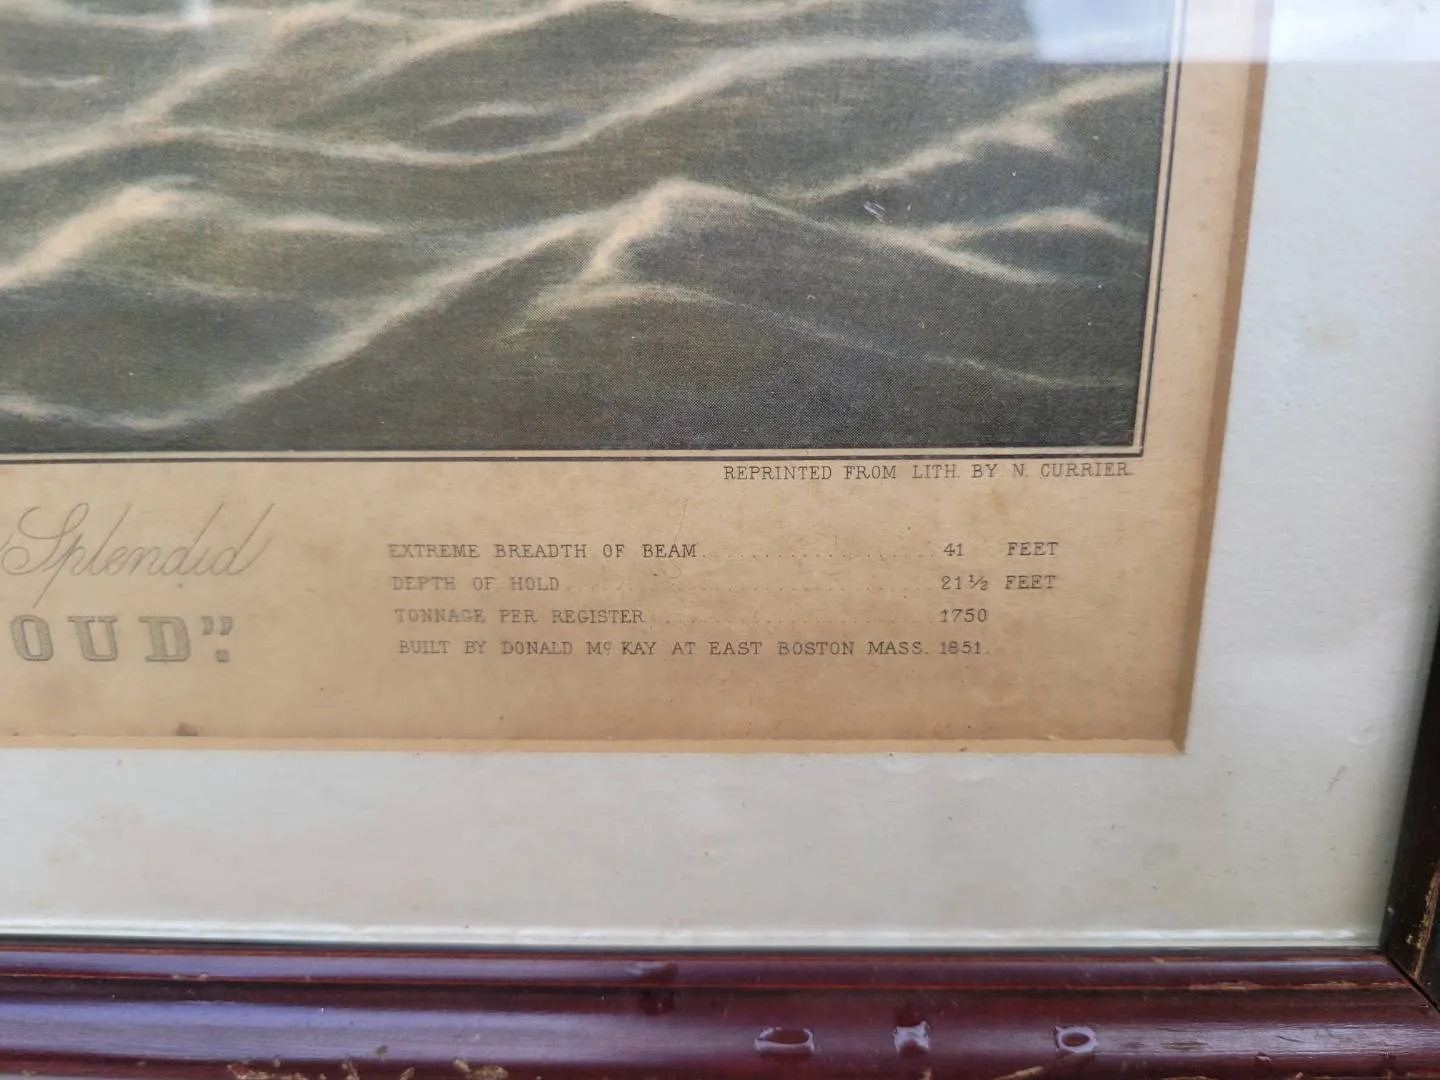 REPRINTED FROM LITH. BY N. CURRIER.
Splendid
OUD".
EXTREME BREADTH OF BEAM . . . . . . . . . . . . . . . . 41 FEET
DEPTH OF HOLD . . . . . . . . . . . . . . . . . . . . . . . . 21½ FEET
TONNAGE PER REGISTER . . . . . . . . . . . . . . . . . . 1750
BUILT BY DONALD Mc KAY AT EAST BOSTON MASS. 1851.